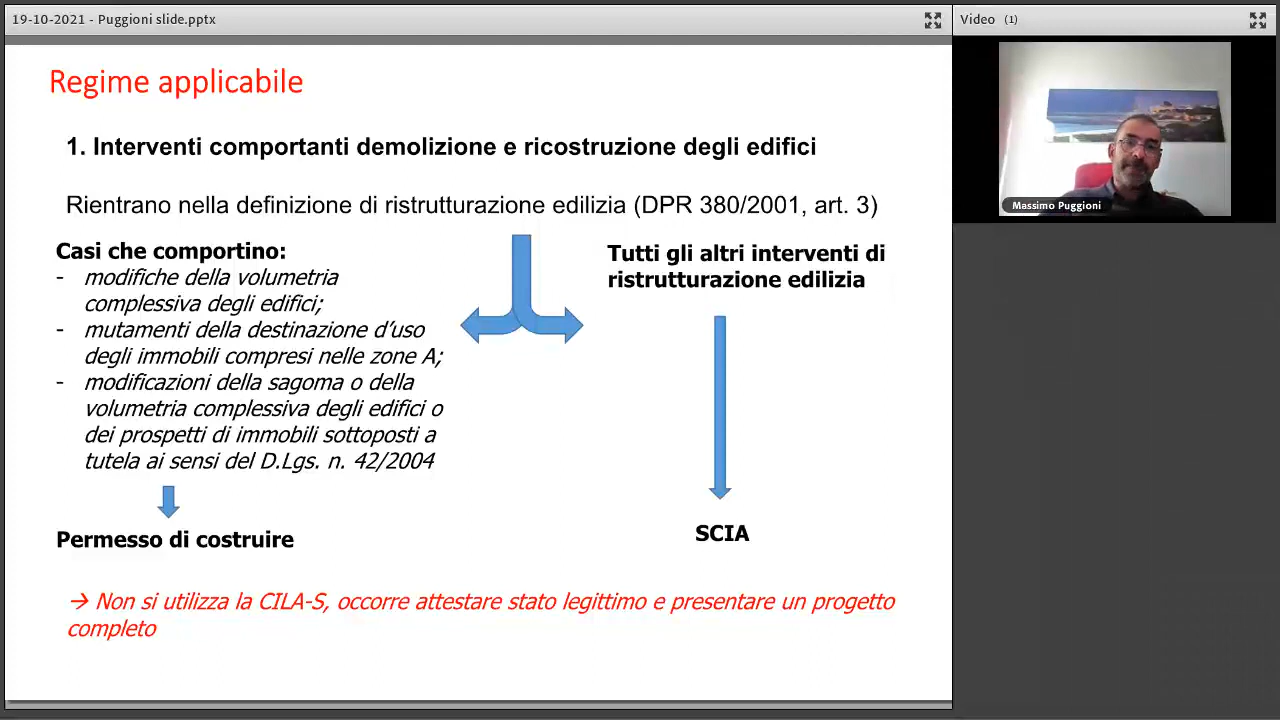 19-10-2021 - Puggioni slide.pptx
Video (1)
Massimo Puggioni
Regime applicabile
1. Interventi comportanti demolizione e ricostruzione degli edifici
Rientrano nella definizione di ristrutturazione edilizia (DPR 380/2001, art. 3)
Casi che comportino:
- modifiche della volumetria
complessiva degli edifici;
- mutamenti della destinazione d'uso
degli immobili compresi nelle zone A;
- modificazioni della sagoma o della
volumetria complessiva degli edifici o
dei prospetti di immobili sottoposti a
tutela ai sensi del D.Lgs. n. 42/2004
Permesso di costruire
Tutti gli altri interventi di
ristrutturazione edilizia
SCIA
→ Non si utilizza la CILA-S, occorre attestare stato legittimo e presentare un progetto
completo